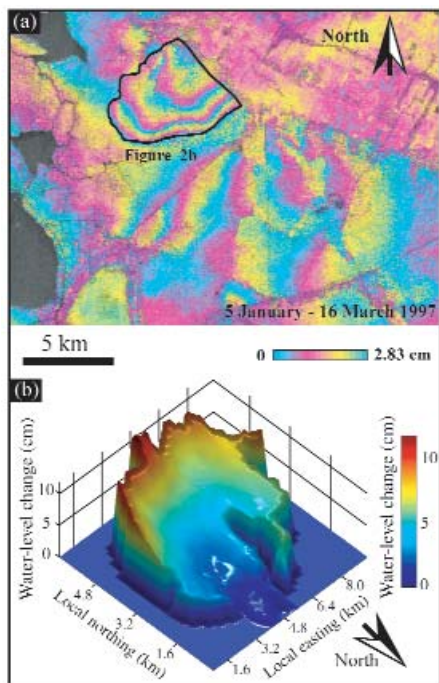 (a)
North
Figure 2b
5 January - 16 March 1997
5 km
0
2.83 cm
(b)
Water-level change (cm)
10
5
0
Local northing (km)
4.8
3.2
1.6
Local easting (km)
1.6
3.2
4.8
6.4
8.0
Water-level change (cm)
10
5
0
North